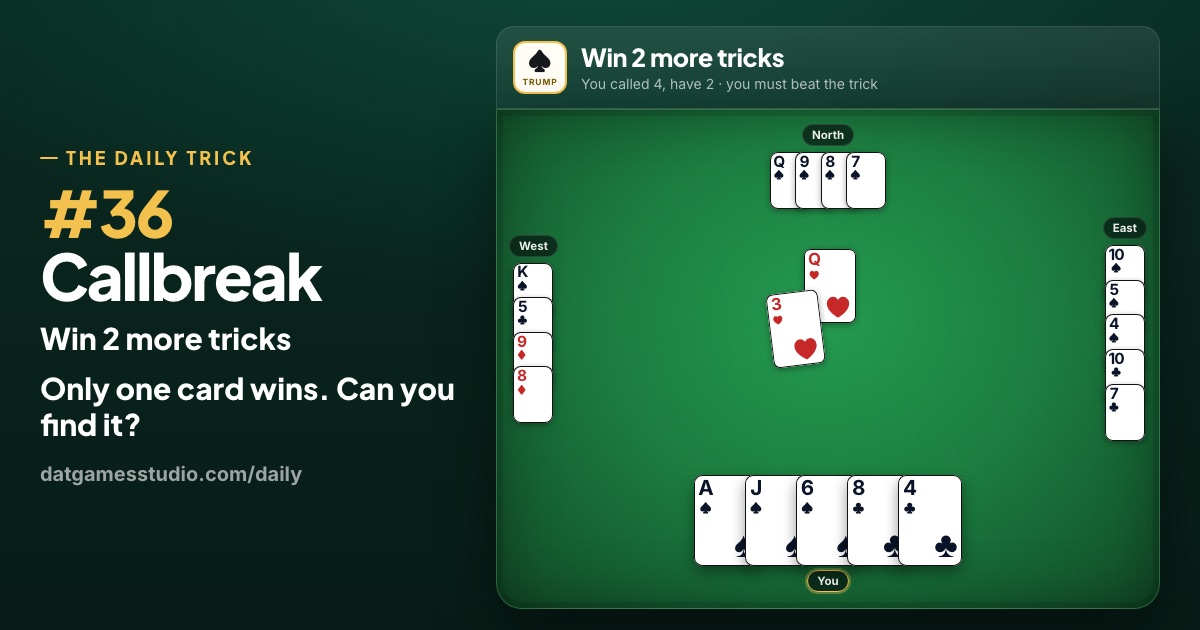 — THE DAILY TRICK
#36
Callbreak
Win 2 more tricks
Only one card wins. Can you
find it?
datgamesstudio.com/daily
TRUMP
Win 2 more tricks
You called 4, have 2 · you must beat the trick
North
Q 9 8 7
West
K
5
9
8
Q
3
East
10
5
4
10
7
A J 6 8 4
You